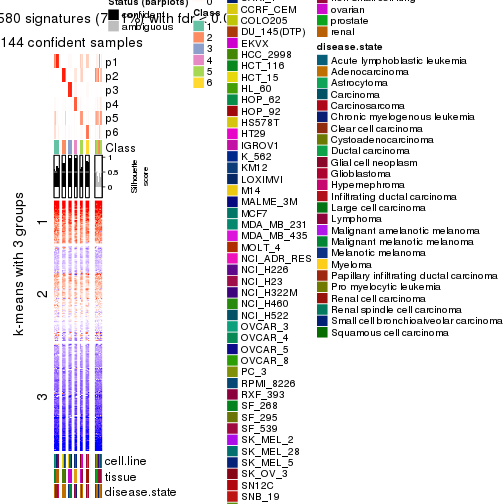 Status (barplots)
confident
ambiguous
580 signatures
with fdr < 0.0
144 confident samples
p1
p2
p3
p4
p5
p6
Class
1
0.5
0
Silhouette score
k-means with 3 groups
1
2
3
cell.line
tissue
disease.state
Class
1
2
3
4
5
6
CCRF_CEM
COLO205
DU_145(DTP)
EKVX
HCC_2998
HCT_116
HCT_15
HL_60
HOP_62
HOP_92
HS578T
HT29
IGROV1
K_562
KM12
LOXIMVI
M14
MALME_3M
MCF7
MDA_MB_231
MDA_MB_435
MOLT_4
NCI_ADR_RES
NCI_H226
NCI_H23
NCI_H322M
NCI_H460
NCI_H522
OVCAR_3
OVCAR_4
OVCAR_5
OVCAR_8
PC_3
RPMI_8226
RXF_393
SF_268
SF_295
SF_539
SK_MEL_2
SK_MEL_28
SK_MEL_5
SK_OV_3
SN12C
SNB_19
ovarian
prostate
renal
disease.state
Acute lymphoblastic leukemia
Adenocarcinoma
Astrocytoma
Carcinoma
Carcinosarcoma
Chronic myelogenous leukemia
Clear cell carcinoma
Cystoadenocarcinoma
Ductal carcinoma
Glial cell neoplasm
Glioblastoma
Hypernephroma
Infiltrating ductal carcinoma
Large cell carcinoma
Lymphoma
Malignant amelanotic melanoma
Malignant melanotic melanoma
Melanotic melanoma
Myeloma
Papillary infiltrating ductal carcinoma
Pro myelocytic leukemia
Renal cell carcinoma
Renal spindle cell carcinoma
Small cell bronchioalveolar carcinoma
Squamous cell carcinoma